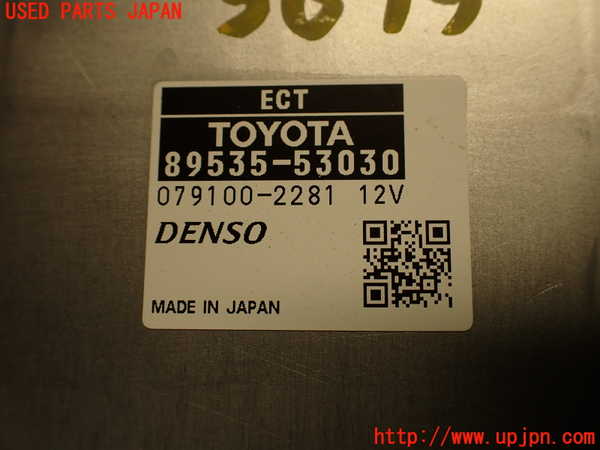 USED PARTS JAPAN
ECT
TOYOTA
89535-53030
079100-2281 12V
DENSO
MADE IN JAPAN
http://www.upjpn.com/